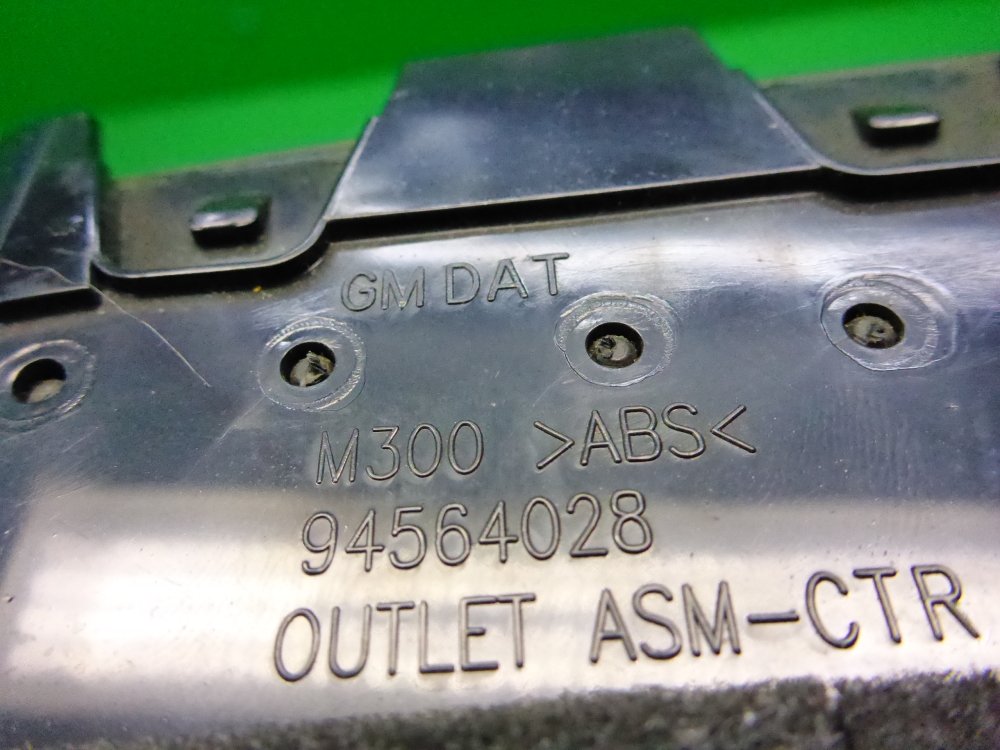 GM DAT
M300 >ABS<
94564028
OUTLET ASM-CTR